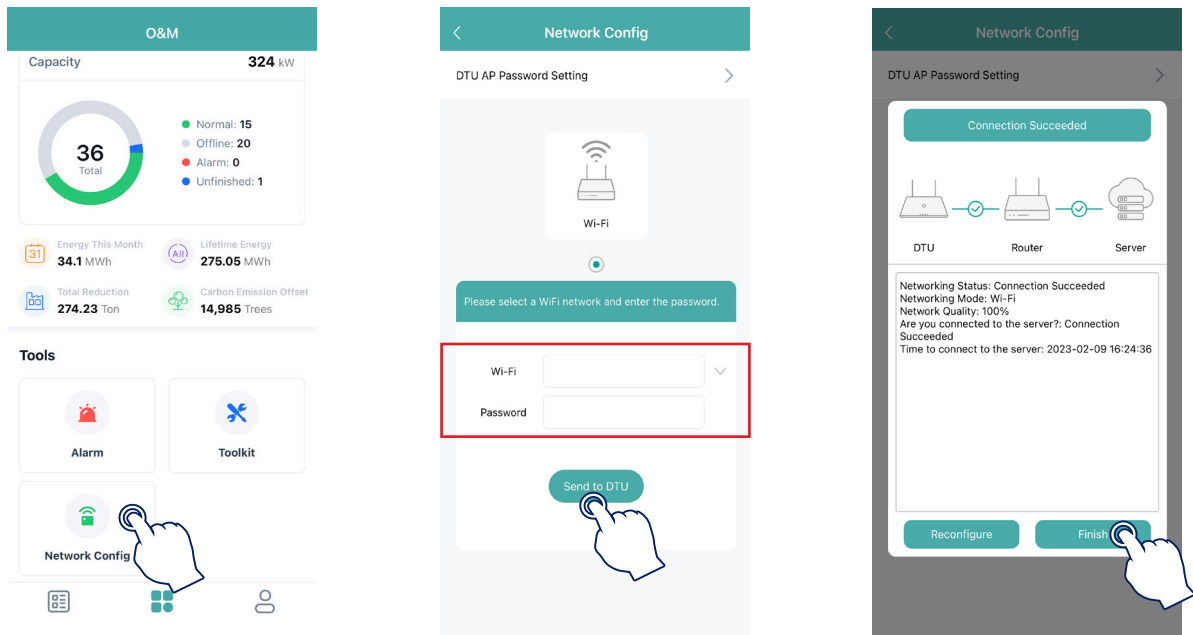 O&M
Capacity
324 kW
36
Total
Normal: 15
Offline: 20
Alarm: 0
Unfinished: 1
31
Energy This Month
34.1 MWh
All
Lifetime Energy
275.05 MWh
Total Reduction
274.23 Ton
Carbon Emission Offset
14,985 Trees
Tools
Alarm
Toolkit
Network Config
Network Config
DTU AP Password Setting
Wi-Fi
Please select a WiFi network and enter the password.
Wi-Fi
Password
Send to DTU
Network Config
DTU AP Password Setting
Connection Succeeded
DTU
Router
Server
Networking Status: Connection Succeeded
Networking Mode: Wi-Fi
Network Quality: 100%
Are you connected to the server?: Connection
Succeeded
Time to connect to the server: 2023-02-09 16:24:36
Reconfigure
Finish